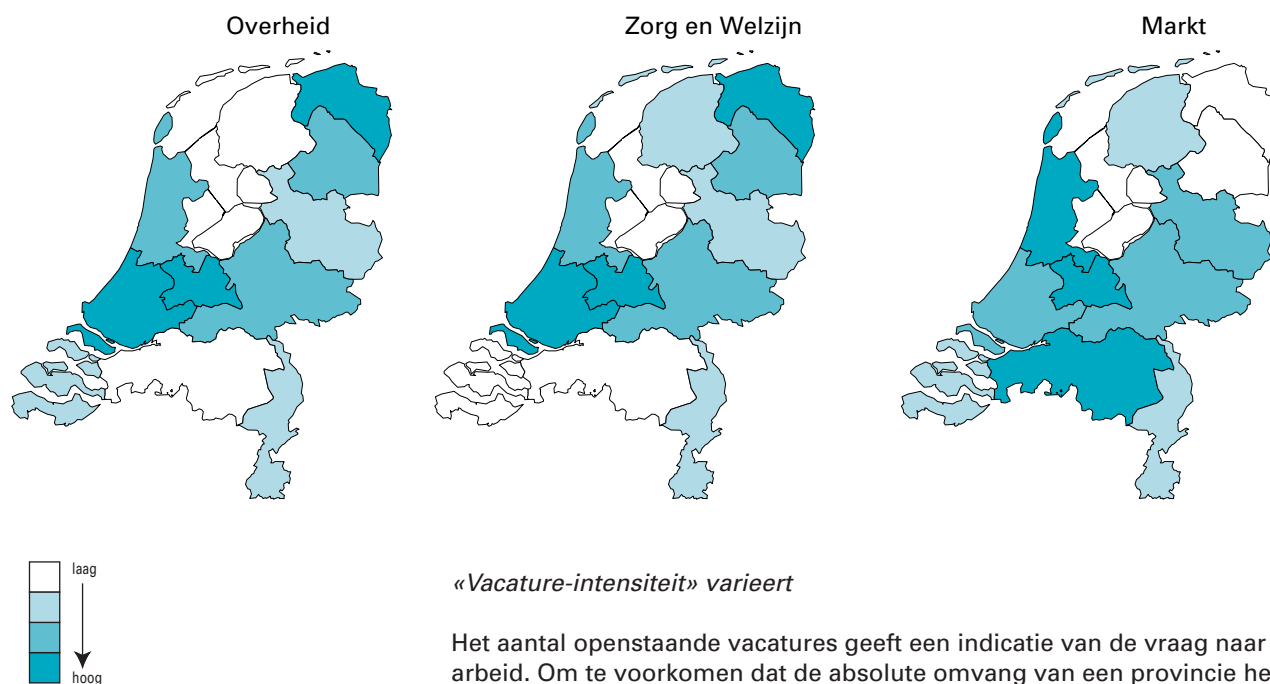 Overheid
Zorg en Welzijn
Markt
laag
hoog
«Vacature-intensiteit» varieert
Het aantal openstaande vacatures geeft een indicatie van de vraag naar
arbeid. Om te voorkomen dat de absolute omvang van een provincie he